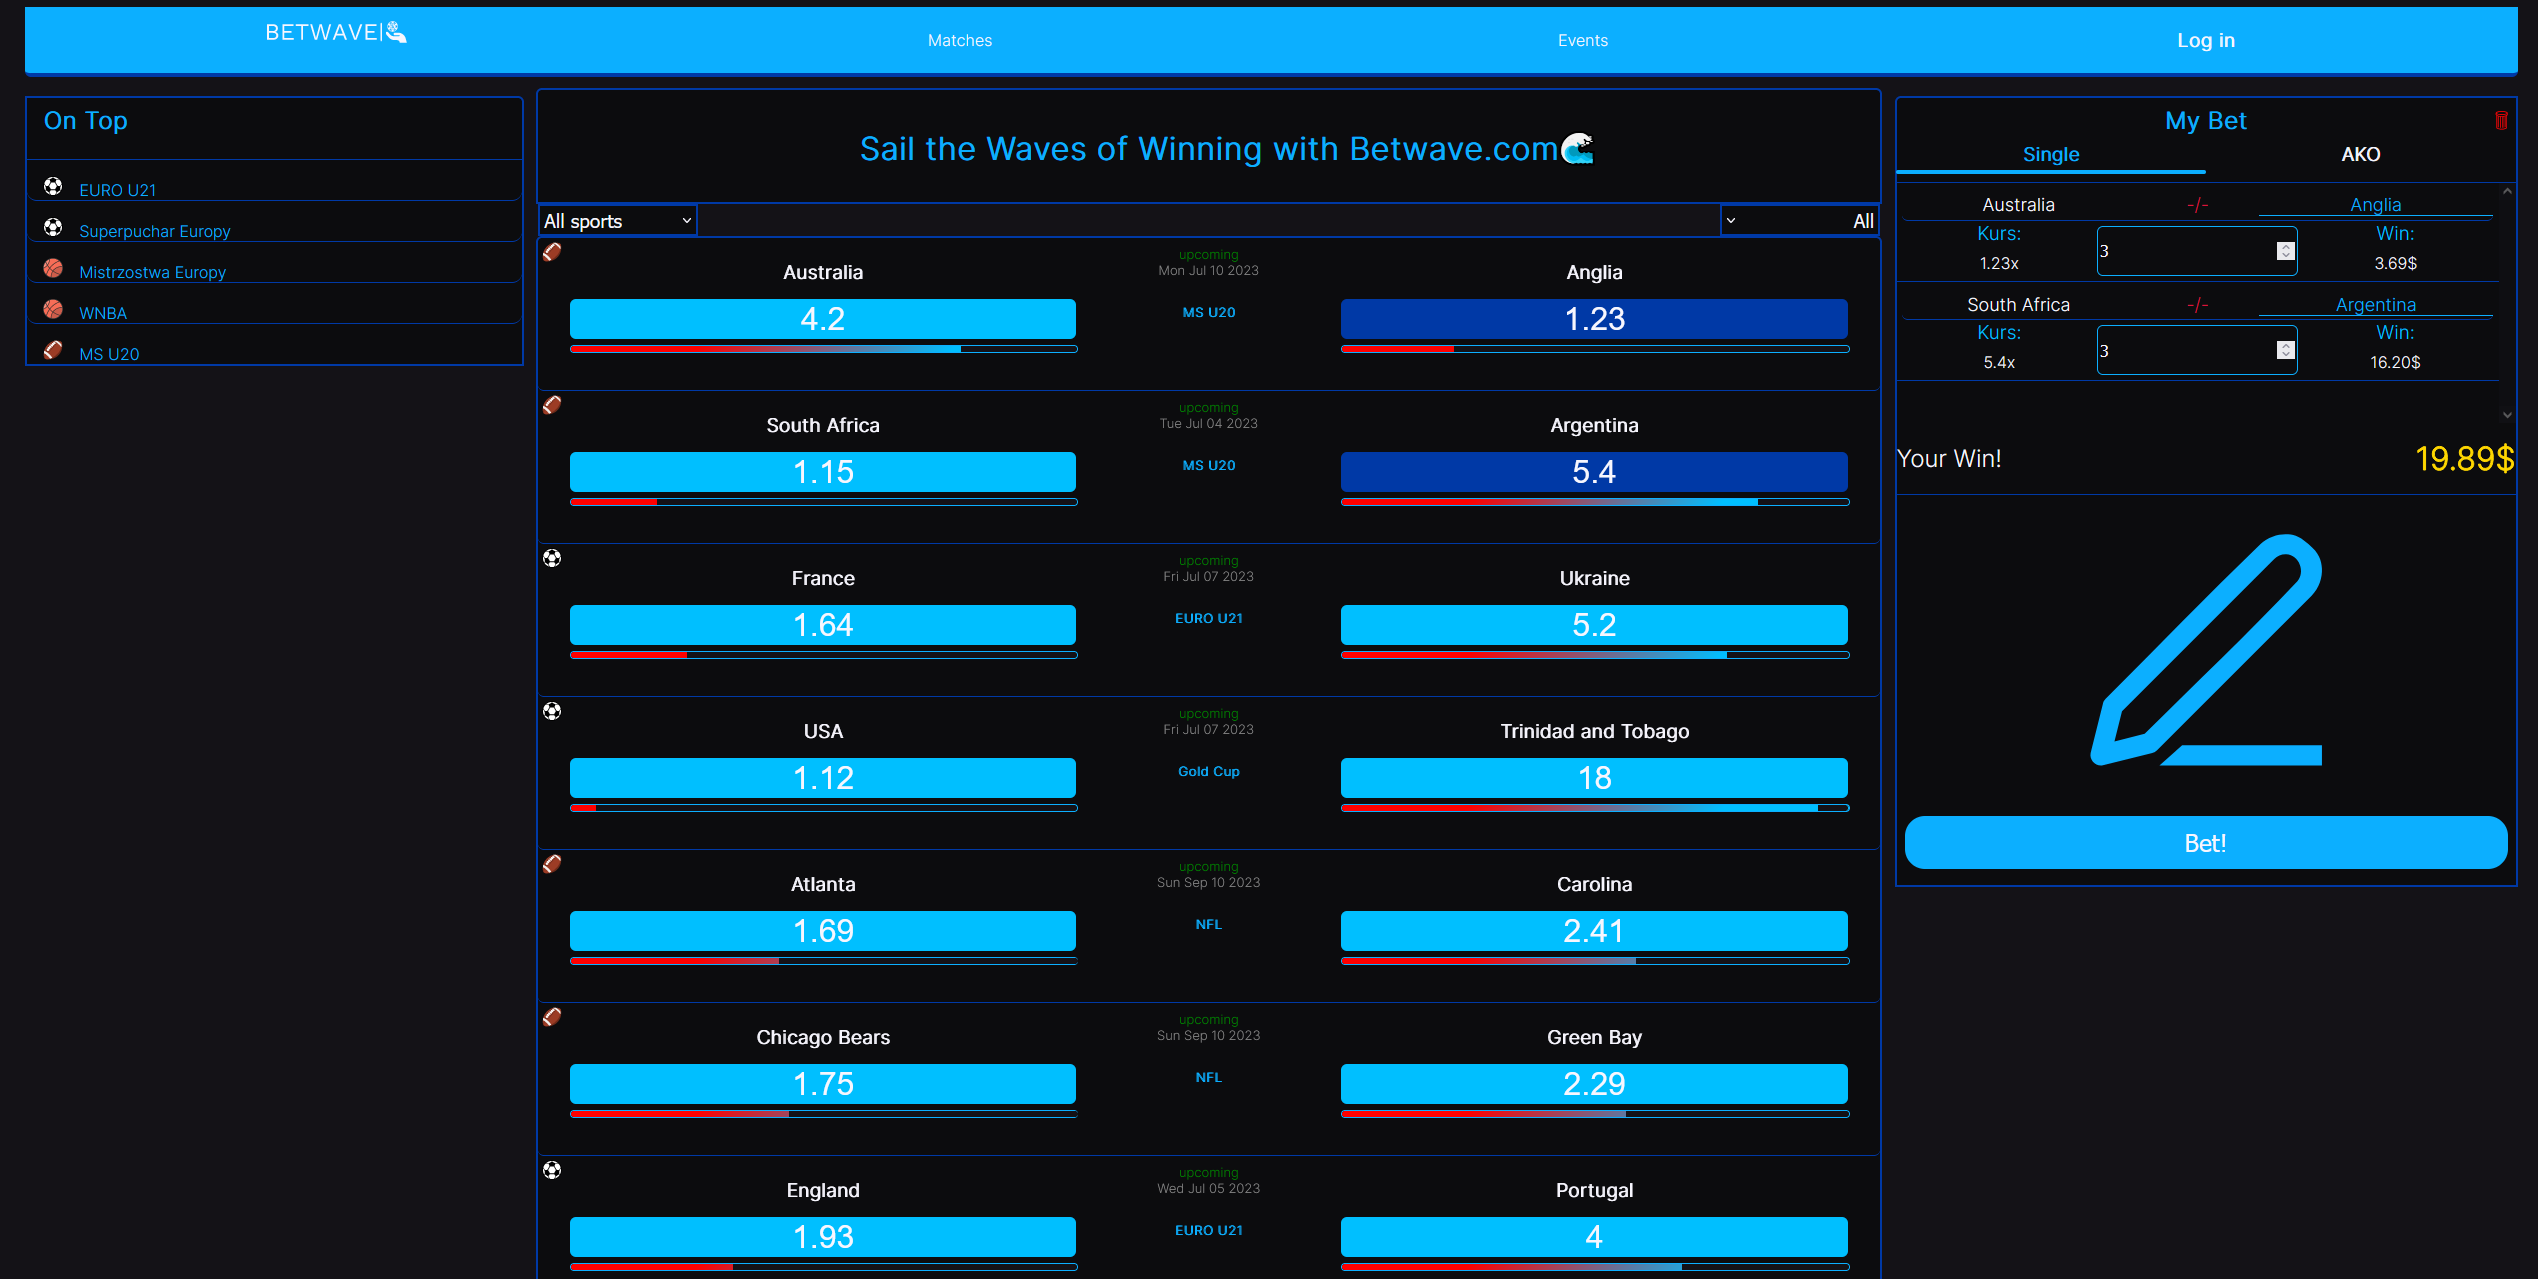 BETWAVE|
Matches
Events
Log in
On Top
EURO U21
Superpuchar Europy
Mistrzostwa Europy
WNBA
MS U20
Sail the Waves of Winning with Betwave.com
All sports
All
Australia
upcoming
Mon Jul 10 2023
Anglia
4.2
MS U20
1.23
South Africa
upcoming
Tue Jul 04 2023
Argentina
1.15
MS U20
5.4
France
upcoming
Fri Jul 07 2023
Ukraine
1.64
EURO U21
5.2
USA
upcoming
Fri Jul 07 2023
Trinidad and Tobago
1.12
Gold Cup
18
Atlanta
upcoming
Sun Sep 10 2023
Carolina
1.69
NFL
2.41
Chicago Bears
upcoming
Sun Sep 10 2023
Green Bay
1.75
NFL
2.29
England
upcoming
Wed Jul 05 2023
Portugal
1.93
EURO U21
4
My Bet
Single
AKO
Australia -/- Anglia
Kurs:
1.23x
3
Win:
3.69$
South Africa -/- Argentina
Kurs:
5.4x
3
Win:
16.20$
Your Win!
19.89$
Bet!